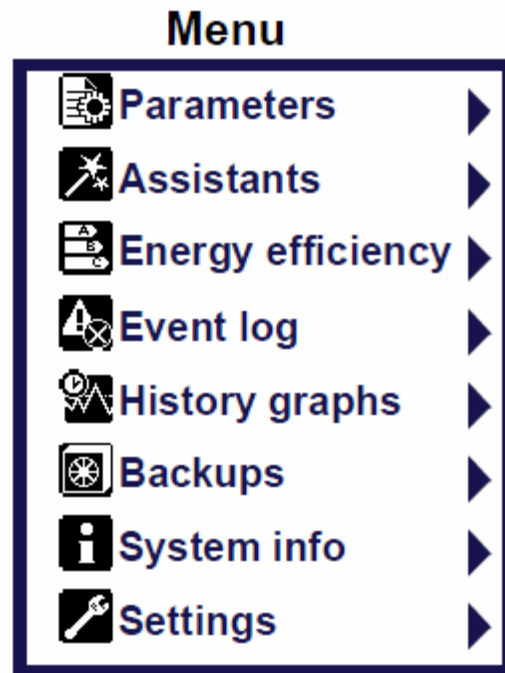 Menu
Parameters
Assistants
A
B
C
Energy efficiency
Event log
History graphs
Backups
System info
Settings